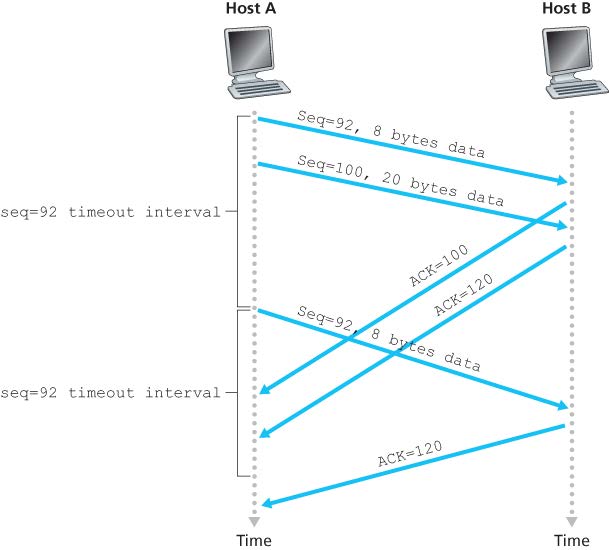 Host A
Host B
Seq=92, 8 bytes data
Seq=100, 20 bytes data
seq=92 timeout interval
ACK=100
ACK=120
Seq=92, 8 bytes data
seq=92 timeout interval
ACK=120
Time
Time